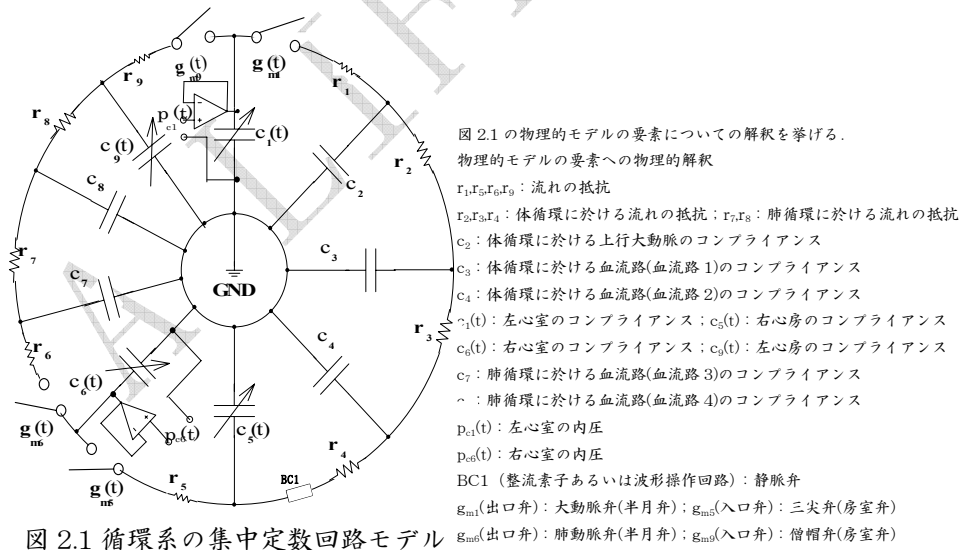 g_m9(t)
g_m1(t)
r₉
r₁
r₈
p_c1(t)
c₁(t)
r₂
c₉(t)
c₂
c₈
c₃
r₇
GND
c₇
r₃
c₄
r₆
c₆(t)
c₅(t)
g_m6(t)
p_c6(t)
r₄
BC1
g_m5(t)
r₅
図 2.1 循環系の集中定数回路モデル
図 2.1 の物理的モデルの要素についての解釈を挙げる.
物理的モデルの要素への物理的解釈
r₁,r₅,r₆,r₉：流れの抵抗
r₂,r₃,r₄：体循環に於ける流れの抵抗；r₇,r₈：肺循環に於ける流れの抵抗
c₂：体循環に於ける上行大動脈のコンプライアンス
c₃：体循環に於ける血流路(血流路 1)のコンプライアンス
c₄：体循環に於ける血流路(血流路 2)のコンプライアンス
c₁(t)：左心室のコンプライアンス；c₅(t)：右心房のコンプライアンス
c₆(t)：右心室のコンプライアンス；c₉(t)：左心房のコンプライアンス
c₇：肺循環に於ける血流路(血流路 3)のコンプライアンス
：肺循環に於ける血流路(血流路 4)のコンプライアンス
p_c1(t)：左心室の内圧
p_c6(t)：右心室の内圧
BC1（整流素子あるいは波形操作回路）：静脈弁
g_m1(出口弁)：大動脈弁(半月弁)；g_m5(入口弁)：三尖弁(房室弁)
g_m6(出口弁)：肺動脈弁(半月弁)；g_m9(入口弁)：僧帽弁(房室弁)